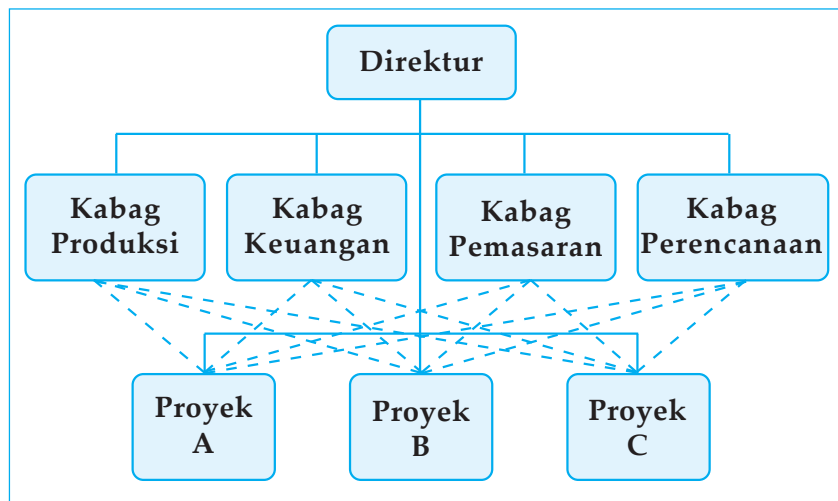 Direktur
Kabag
Produksi
Kabag
Keuangan
Kabag
Pemasaran
Kabag
Perencanaan
Proyek
A
Proyek
B
Proyek
C